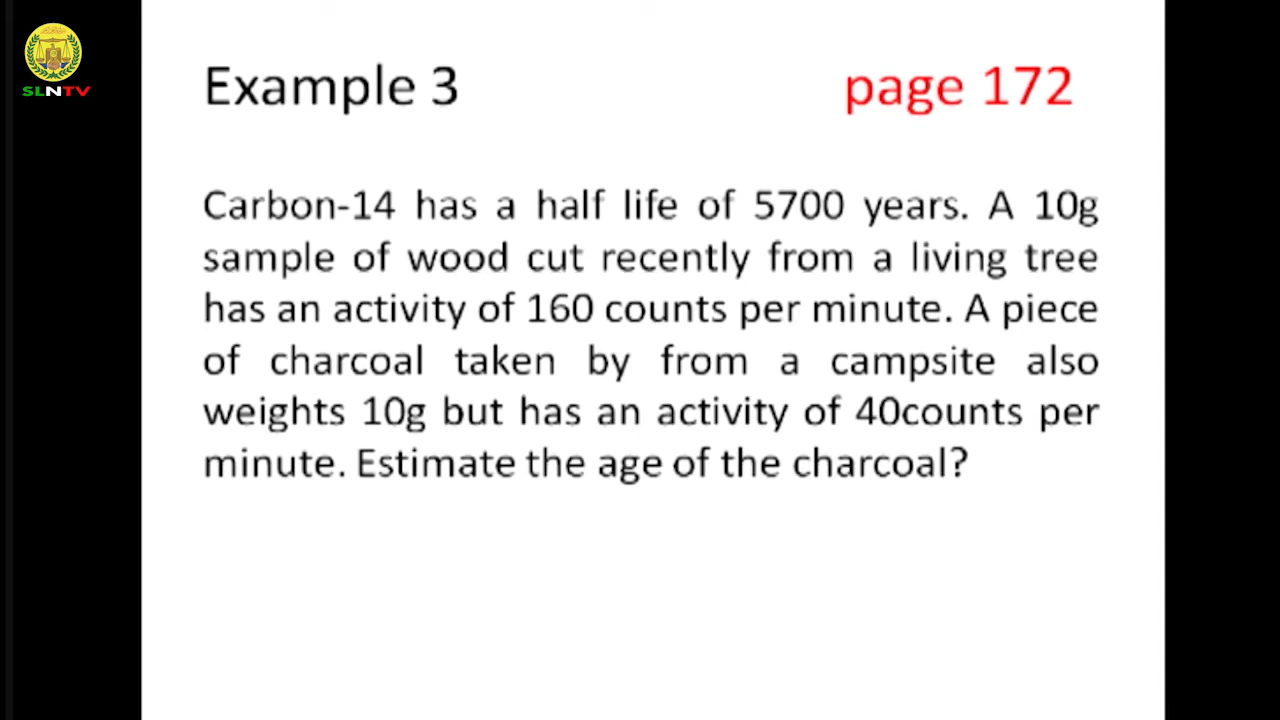 SLNTV
Example 3 page 172
Carbon-14 has a half life of 5700 years. A 10g
sample of wood cut recently from a living tree
has an activity of 160 counts per minute. A piece
of charcoal taken by from a campsite also
weights 10g but has an activity of 40counts per
minute. Estimate the age of the charcoal?